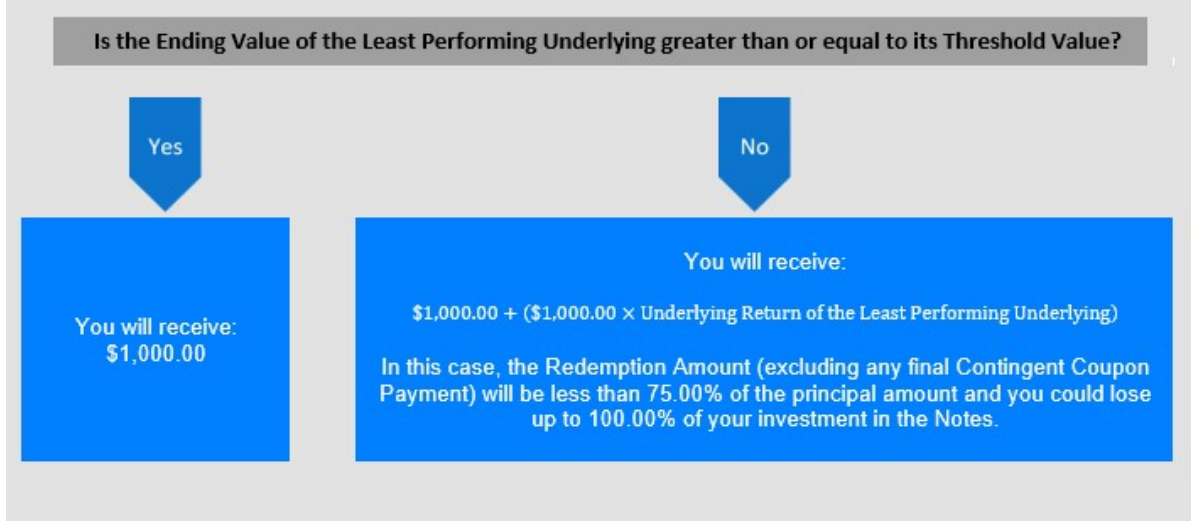 Is the Ending Value of the Least Performing Underlying greater than or equal to its Threshold Value?
Yes
No
You will receive:
$1,000.00
You will receive:
$1,000.00 + ($1,000.00 × Underlying Return of the Least Performing Underlying)
In this case, the Redemption Amount (excluding any final Contingent Coupon
Payment) will be less than 75.00% of the principal amount and you could lose
up to 100.00% of your investment in the Notes.